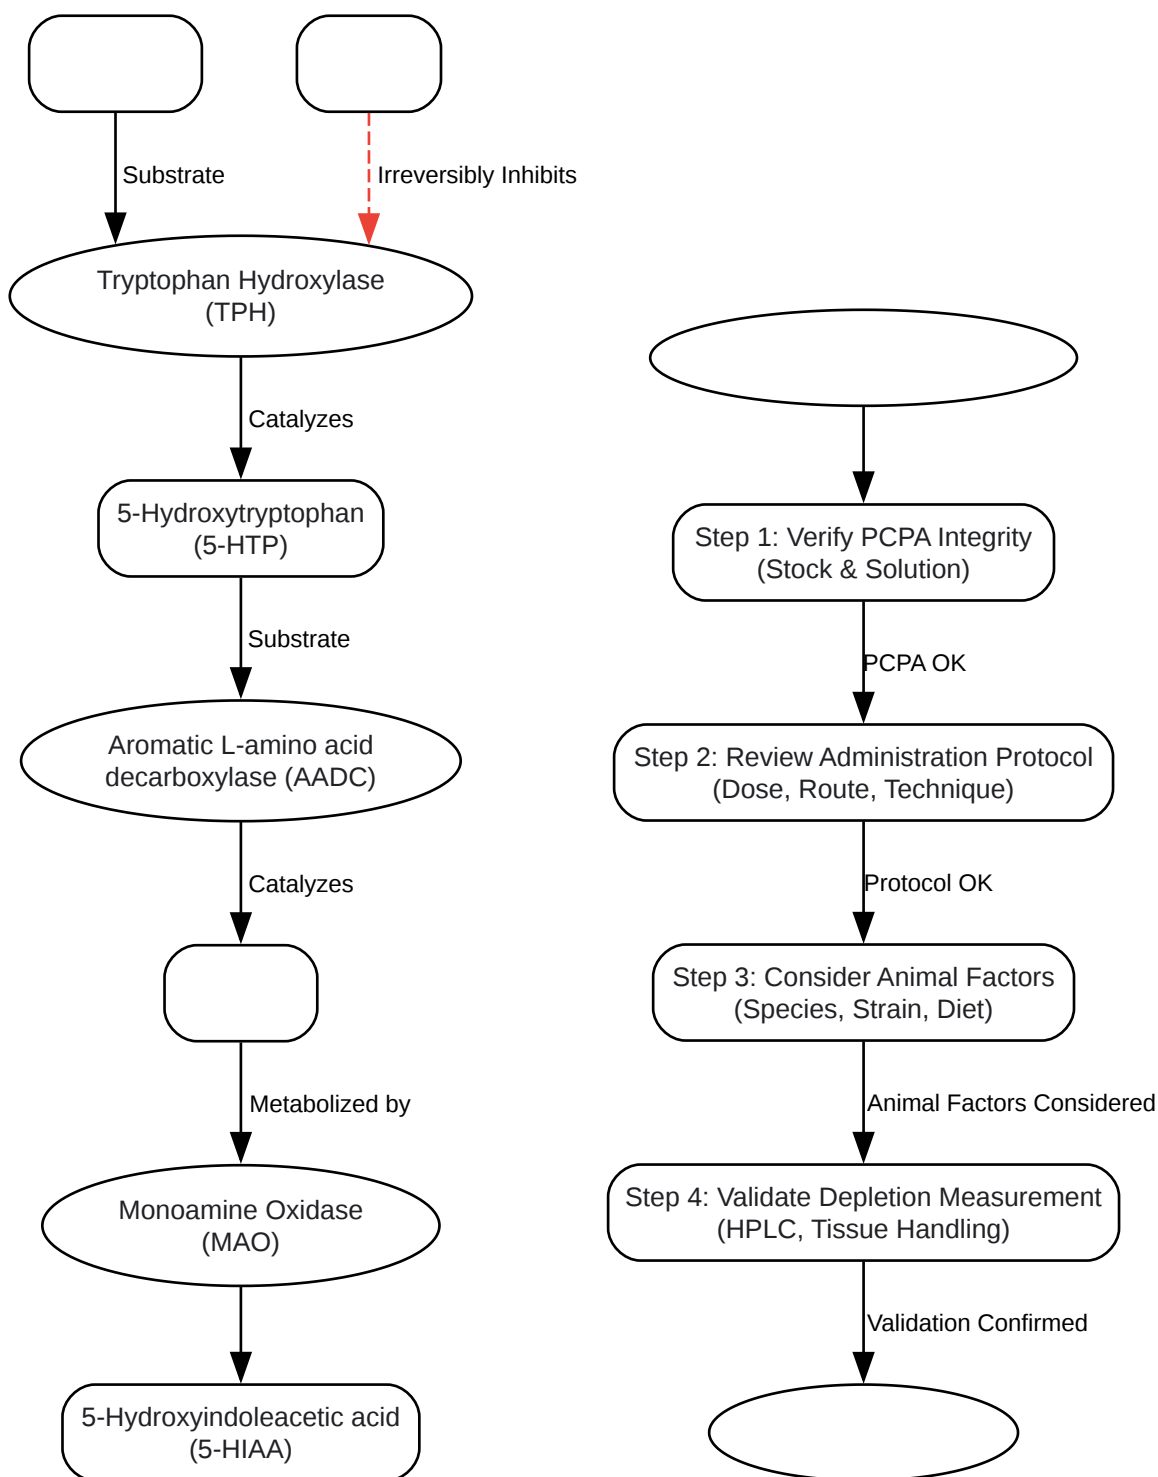 Substrate
Irreversibly Inhibits
Tryptophan Hydroxylase
(TPH)
Catalyzes
5-Hydroxytryptophan
(5-HTP)
Substrate
Aromatic L-amino acid
decarboxylase (AADC)
Catalyzes
Metabolized by
Monoamine Oxidase
(MAO)
5-Hydroxyindoleacetic acid
(5-HIAA)
Step 1: Verify PCPA Integrity
(Stock & Solution)
PCPA OK
Step 2: Review Administration Protocol
(Dose, Route, Technique)
Protocol OK
Step 3: Consider Animal Factors
(Species, Strain, Diet)
Animal Factors Considered
Step 4: Validate Depletion Measurement
(HPLC, Tissue Handling)
Validation Confirmed